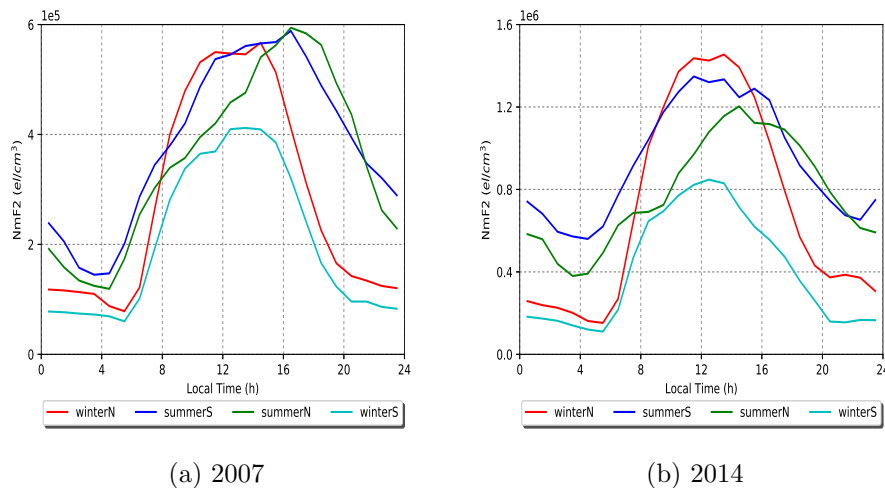 1e5
6
4
2
0
NmF2 (el/cm³)
0 4 8 12 16 20 24
Local Time (h)
winterN summerS summerN winterS
(a) 2007
1e6
1.6
1.2
0.8
0.4
0.0
NmF2 (el/cm³)
0 4 8 12 16 20 24
Local Time (h)
winterN summerS summerN winterS
(b) 2014